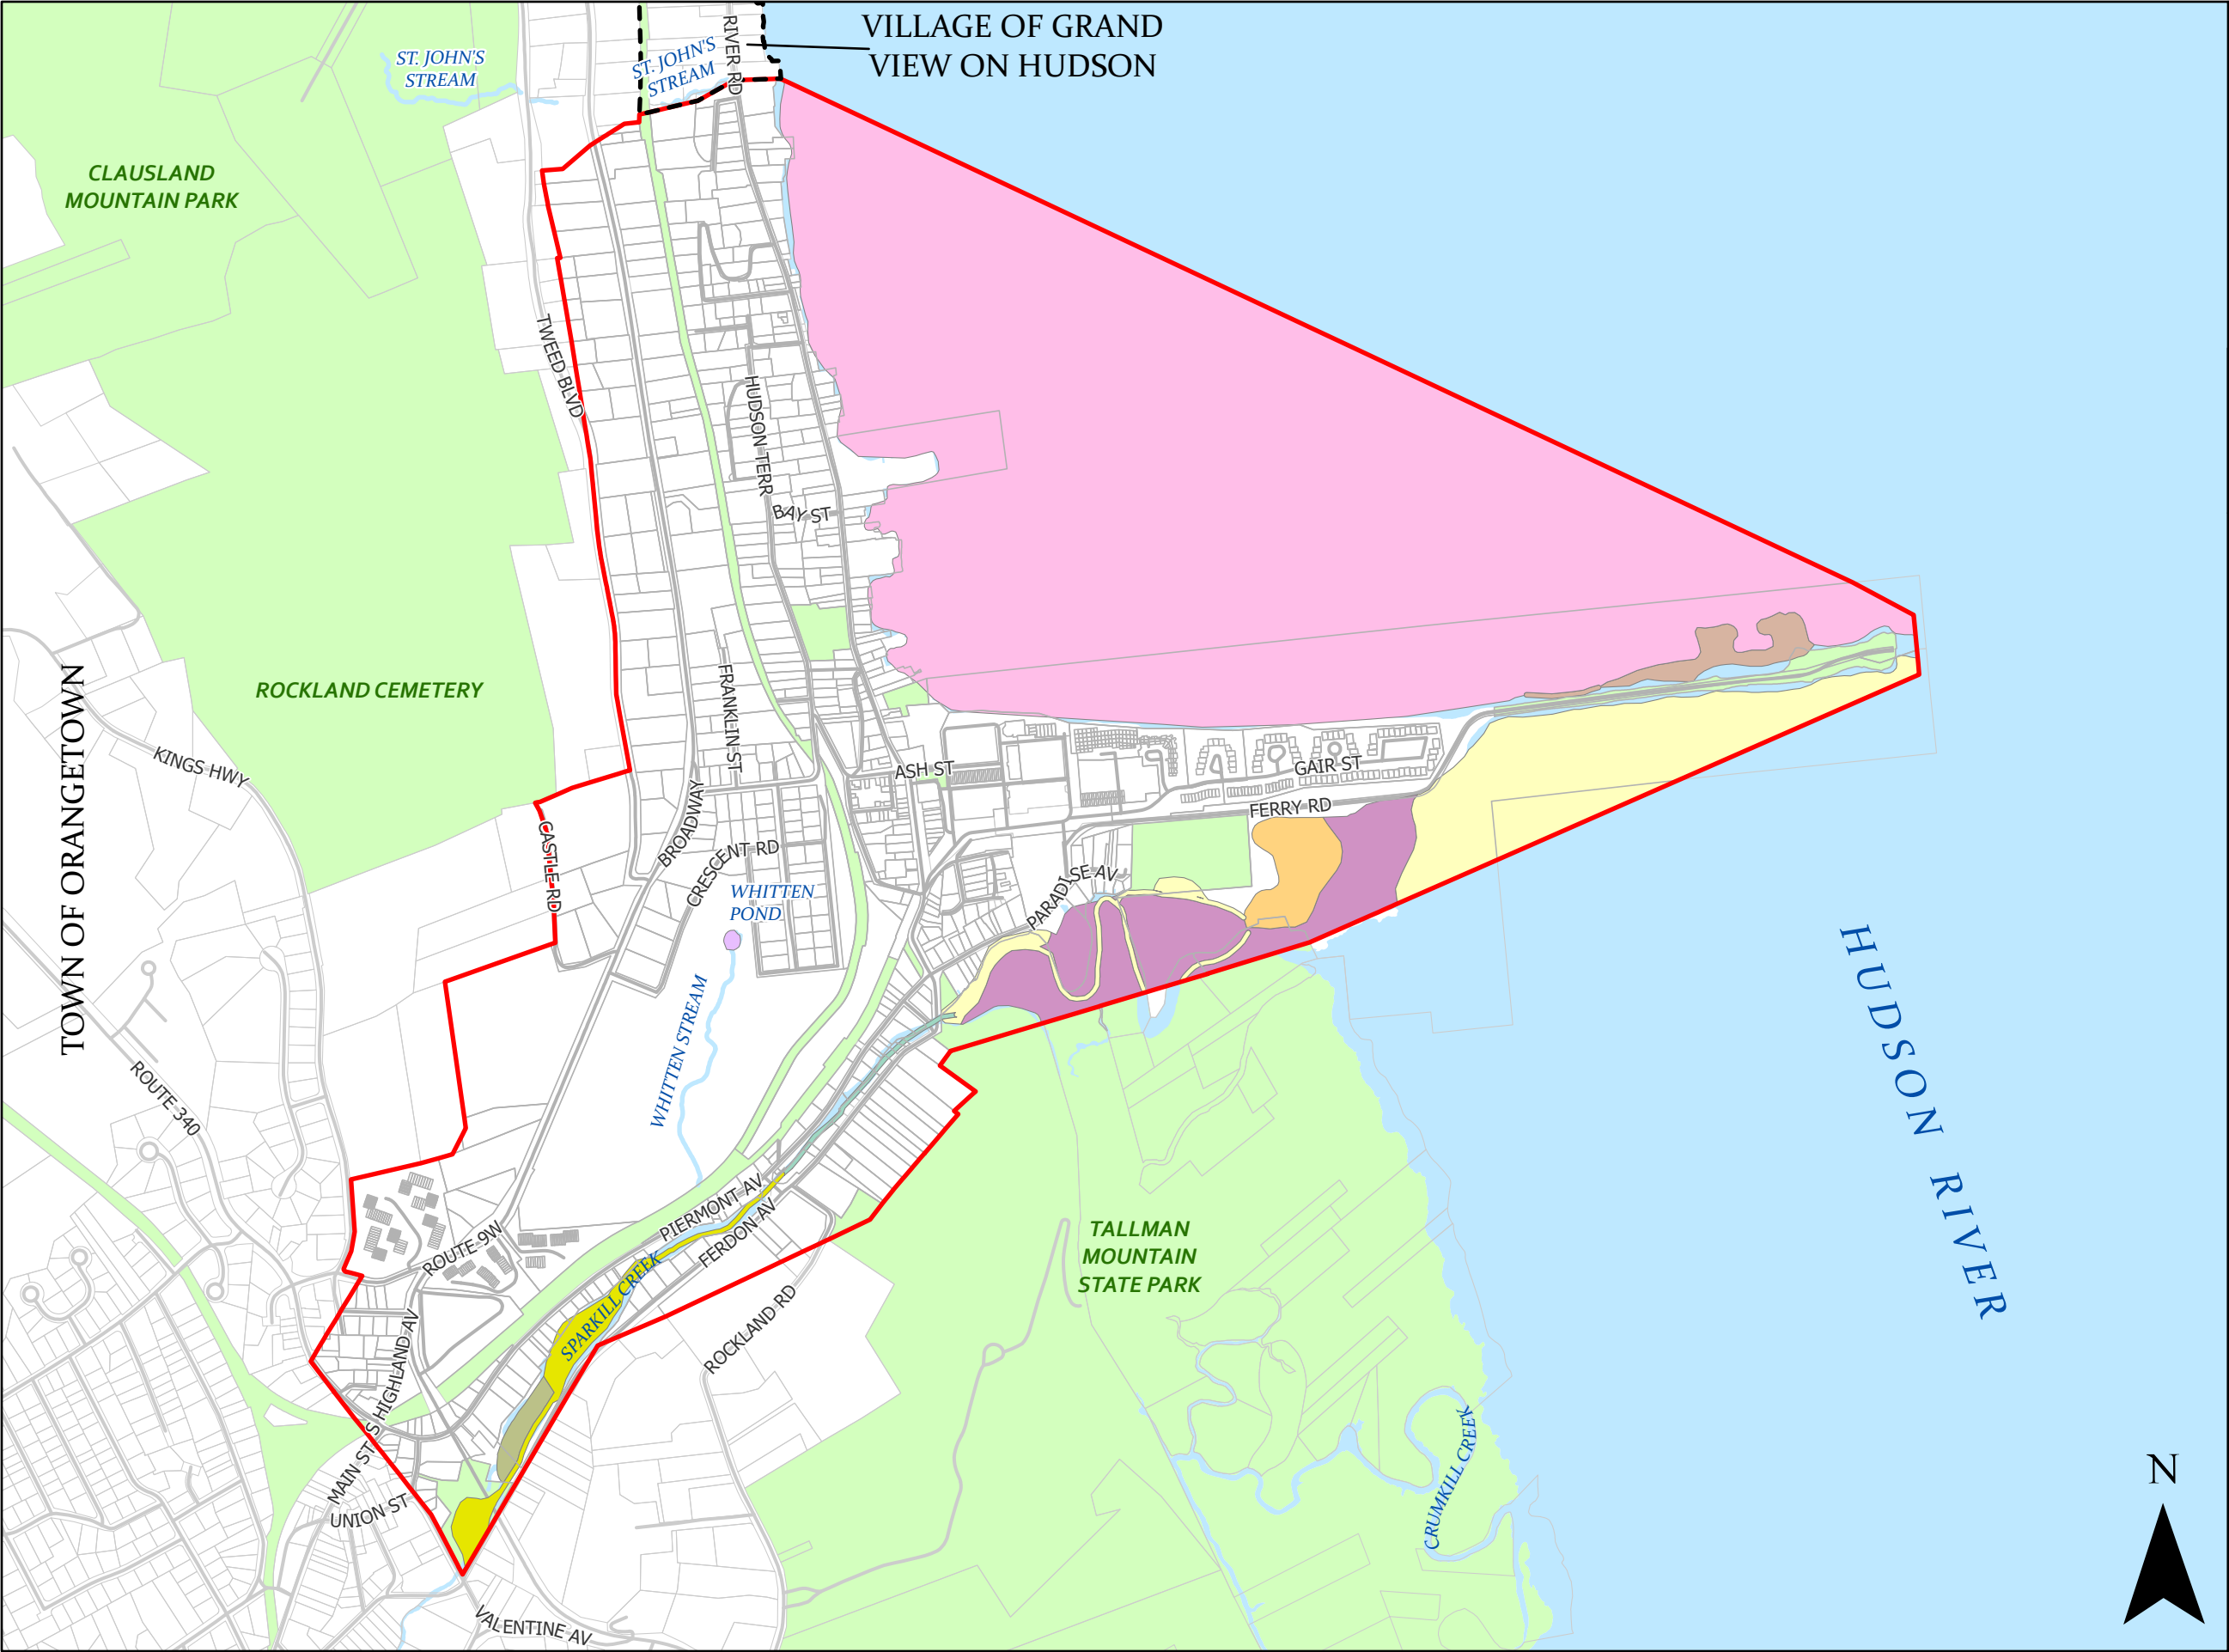 VILLAGE OF GRAND
VIEW ON HUDSON
RIVER RD
ST. JOHN'S
STREAM
ST. JOHN'S
STREAM
CLAUSLAND
MOUNTAIN PARK
TWEED BLVD
HUDSON TERR
BAY ST
ROCKLAND CEMETERY
TOWN OF ORANGETOWN
KINGS HWY
FRANKLIN ST
ASH ST
GAIR ST
FERRY RD
CASTLE RD
BROADWAY
CRESCENT RD
PARADISE AV
WHITTEN
POND
WHITTEN STREAM
HUDSON RIVER
ROUTE 340
PIERMONT AV
FERDON AV
ROUTE 9W
SPARKILL CREEK
TALLMAN
MOUNTAIN
STATE PARK
ROCKLAND RD
S HIGHLAND AV
MAIN ST
UNION ST
CRUMKILL CREEK
VALENTINE AV
N